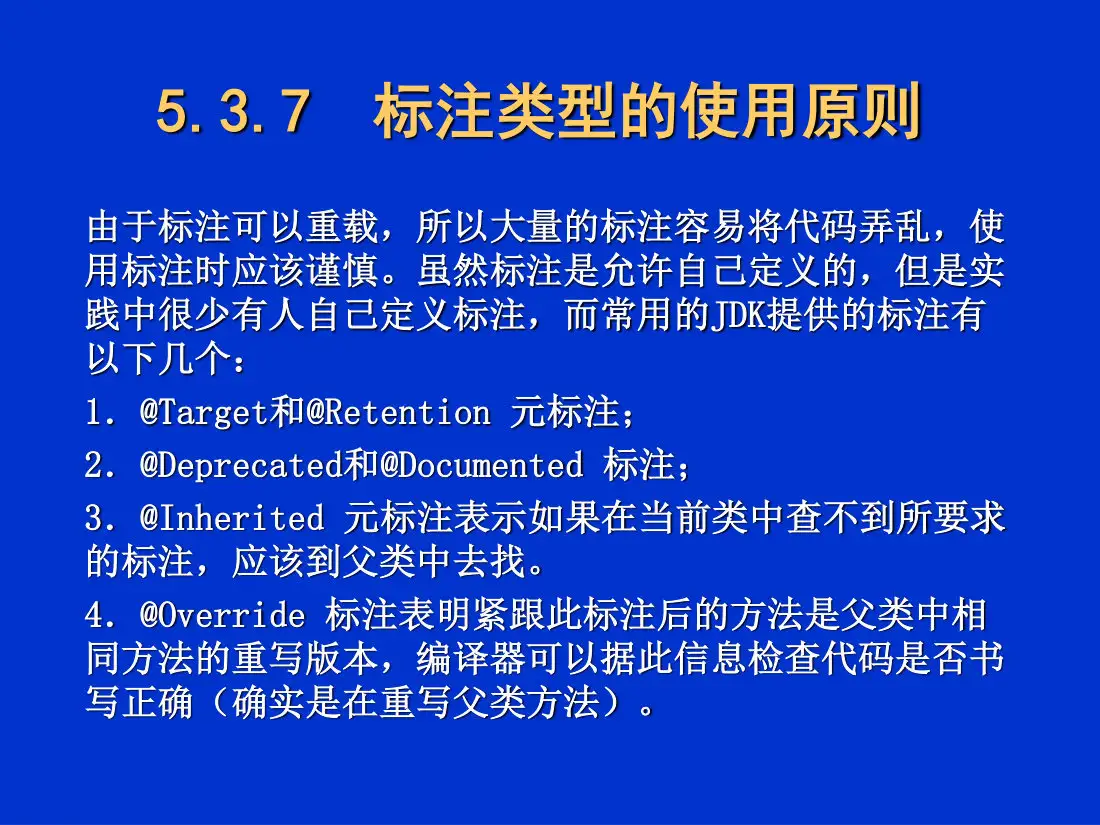 5.3.7 标注类型的使用原则
由于标注可以重载，所以大量的标注容易将代码弄乱，使
用标注时应该谨慎。虽然标注是允许自己定义的，但是实
践中很少有人自己定义标注，而常用的JDK提供的标注有
以下几个：
1．@Target和@Retention 元标注；
2．@Deprecated和@Documented 标注；
3．@Inherited 元标注表示如果在当前类中查不到所要求
的标注，应该到父类中去找。
4．@Override 标注表明紧跟此标注后的方法是父类中相
同方法的重写版本，编译器可以据此信息检查代码是否书
写正确（确实是在重写父类方法）。